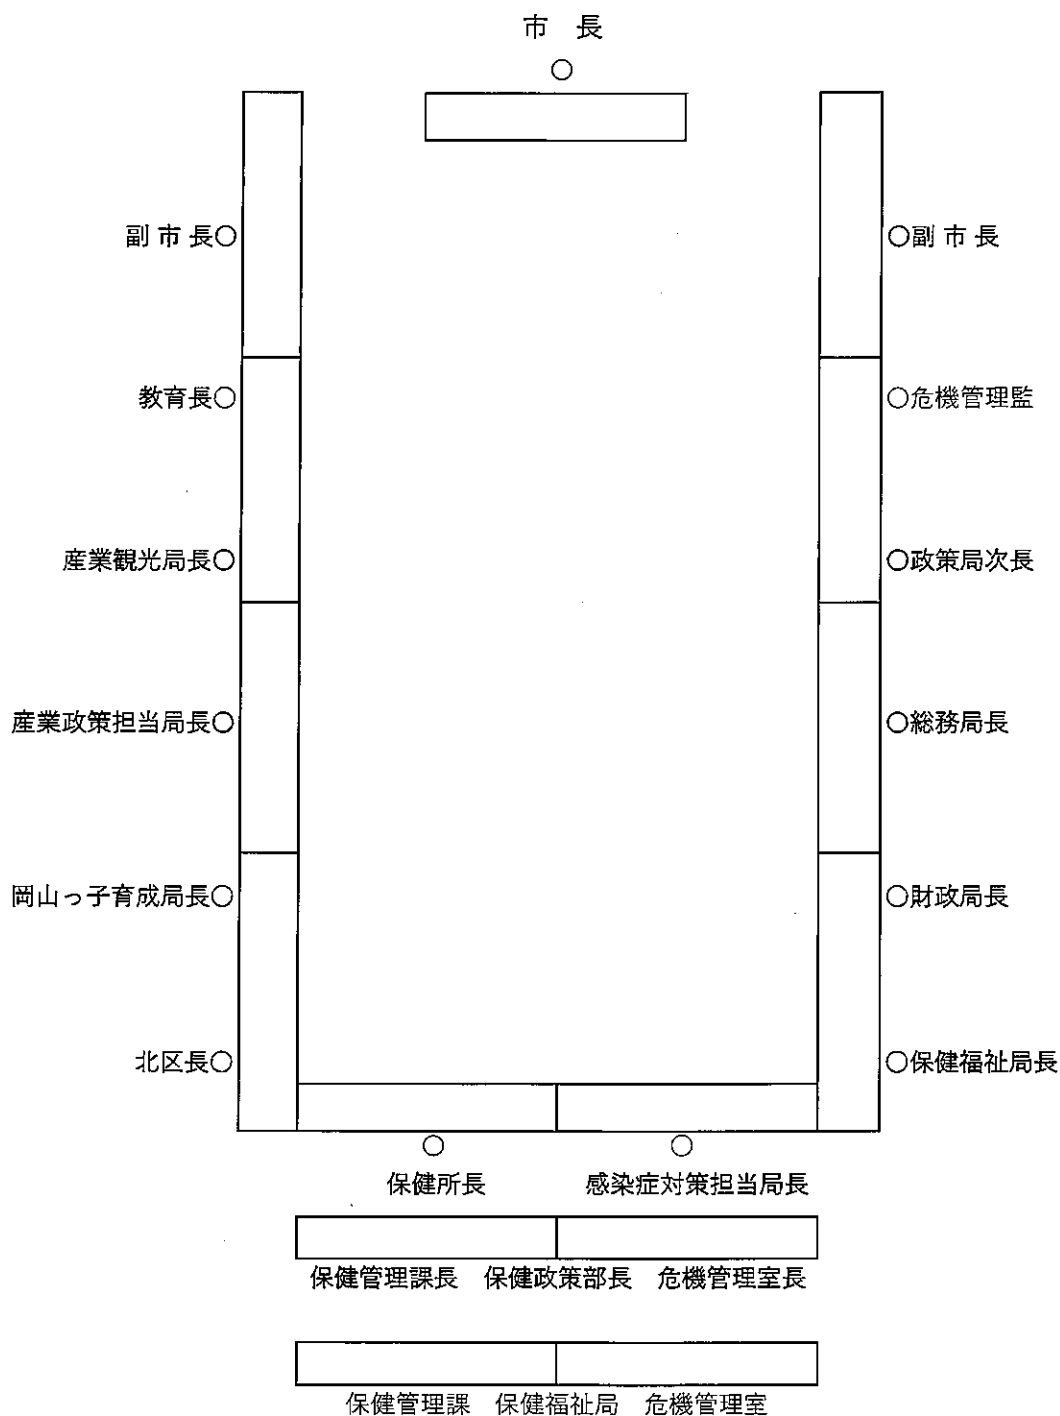 市　長
○
副 市 長○　○副 市 長
教育長○　○危機管理監
産業観光局長○　○政策局次長
産業政策担当局長○　○総務局長
岡山っ子育成局長○　○財政局長
北区長○　○保健福祉局長
○　○
保健所長　感染症対策担当局長
保健管理課長　保健政策部長　危機管理室長
保健管理課　保健福祉局　危機管理室